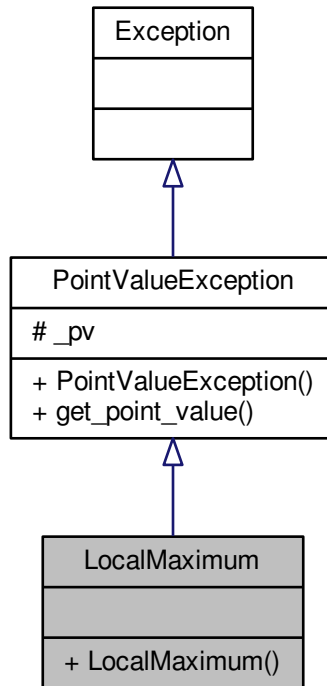 Exception
PointValueException
# _pv
+ PointValueException()
+ get_point_value()
LocalMaximum
+ LocalMaximum()